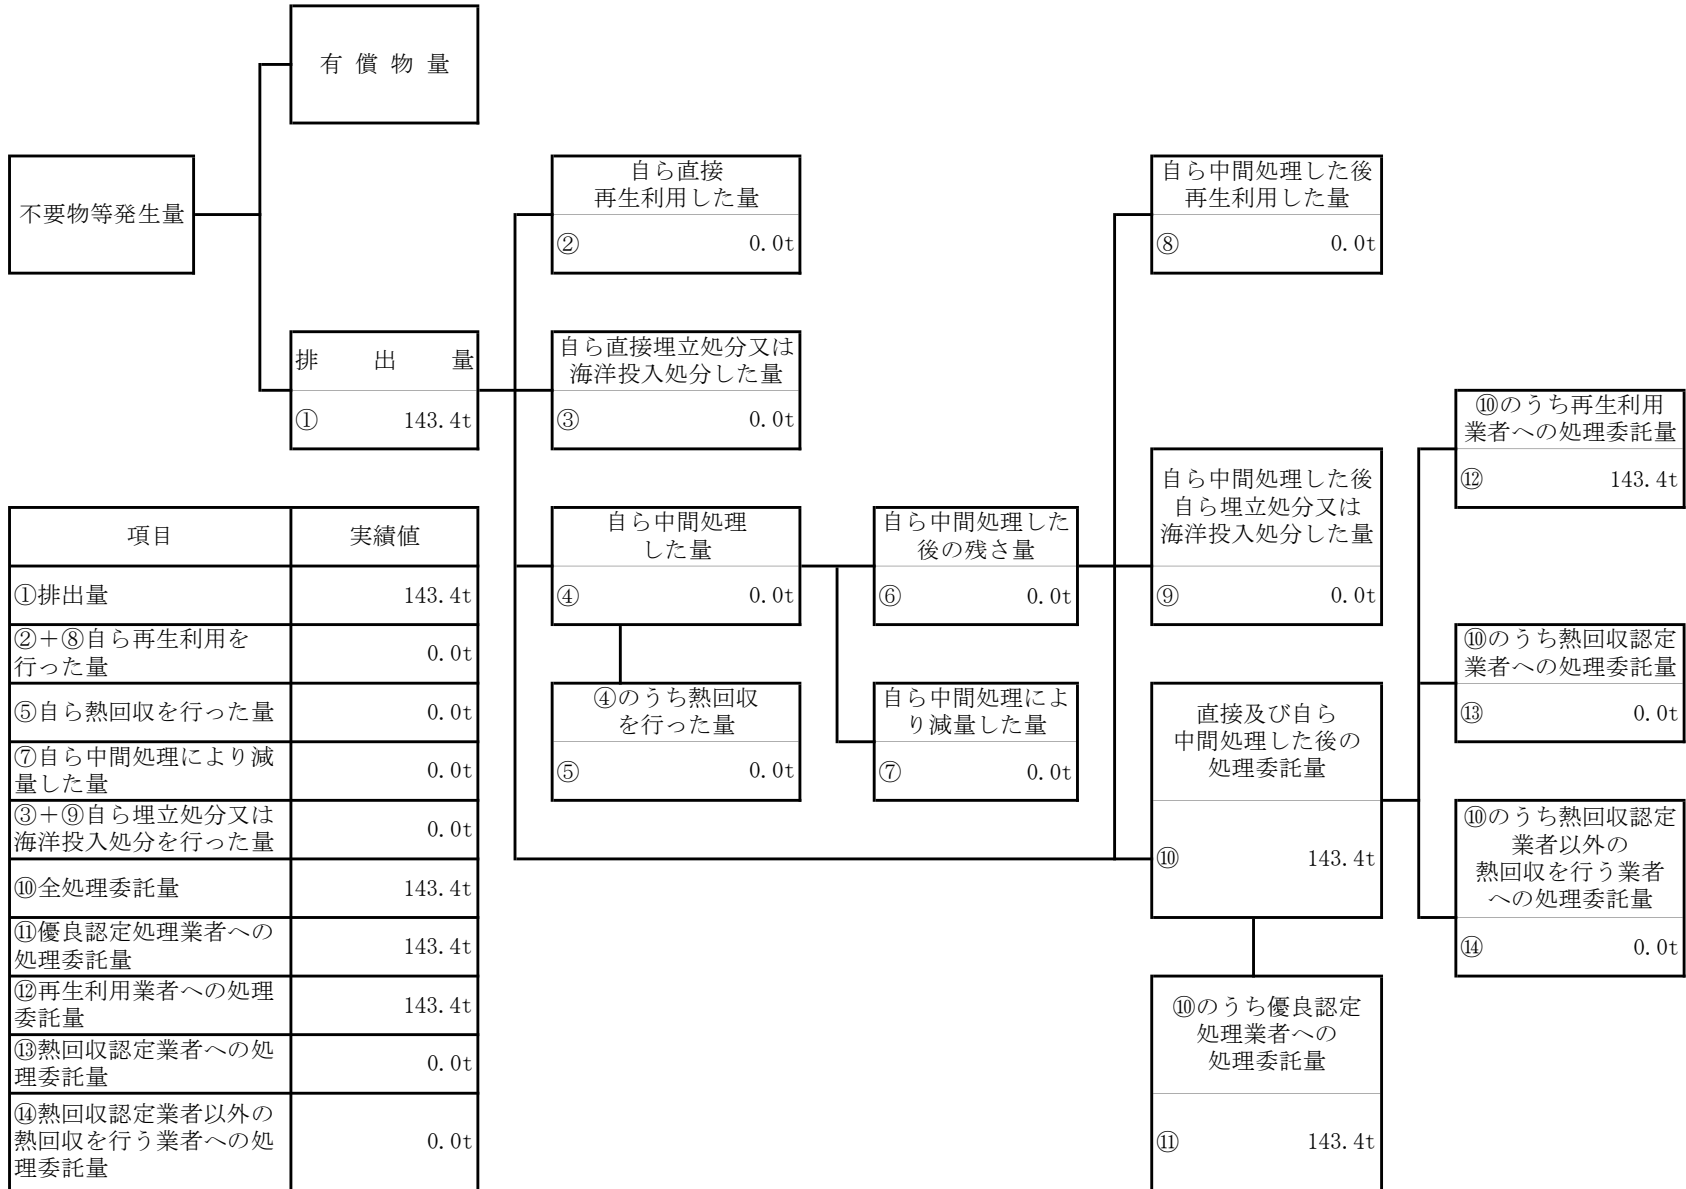 有償物量
不要物等発生量
自ら直接
再生利用した量
② 0.0t
自ら中間処理した後
再生利用した量
⑧ 0.0t
排出量
① 143.4t
自ら直接埋立処分又は
海洋投入処分した量
③ 0.0t
⑩のうち再生利用
業者への処理委託量
⑫ 143.4t
自ら中間処理
した量
④ 0.0t
自ら中間処理した
後の残さ量
⑥ 0.0t
自ら中間処理した後
自ら埋立処分又は
海洋投入処分した量
⑨ 0.0t
④のうち熱回収
を行った量
⑤ 0.0t
自ら中間処理によ
り減量した量
⑦ 0.0t
直接及び自ら
中間処理した後の
処理委託量
⑩ 143.4t
⑩のうち熱回収認定
業者への処理委託量
⑬ 0.0t
⑩のうち熱回収認定
業者以外の
熱回収を行う業者
への処理委託量
⑭ 0.0t
⑩のうち優良認定
処理業者への
処理委託量
⑪ 143.4t
項目 実績値
①排出量 143.4t
②＋⑧自ら再生利用を
行った量 0.0t
⑤自ら熱回収を行った量 0.0t
⑦自ら中間処理により減
量した量 0.0t
③＋⑨自ら埋立処分又は
海洋投入処分を行った量 0.0t
⑩全処理委託量 143.4t
⑪優良認定処理業者への
処理委託量 143.4t
⑫再生利用業者への処理
委託量 143.4t
⑬熱回収認定業者への処
理委託量 0.0t
⑭熱回収認定業者以外の
熱回収を行う業者への処
理委託量 0.0t